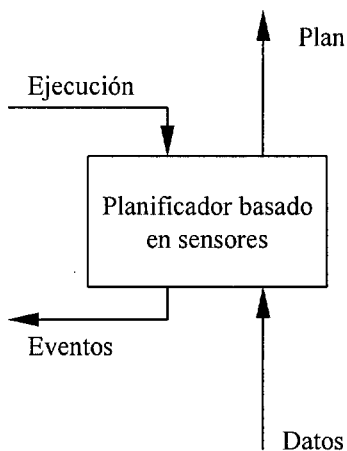 Plan
Ejecución
Planificador basado
en sensores
Eventos
Datos